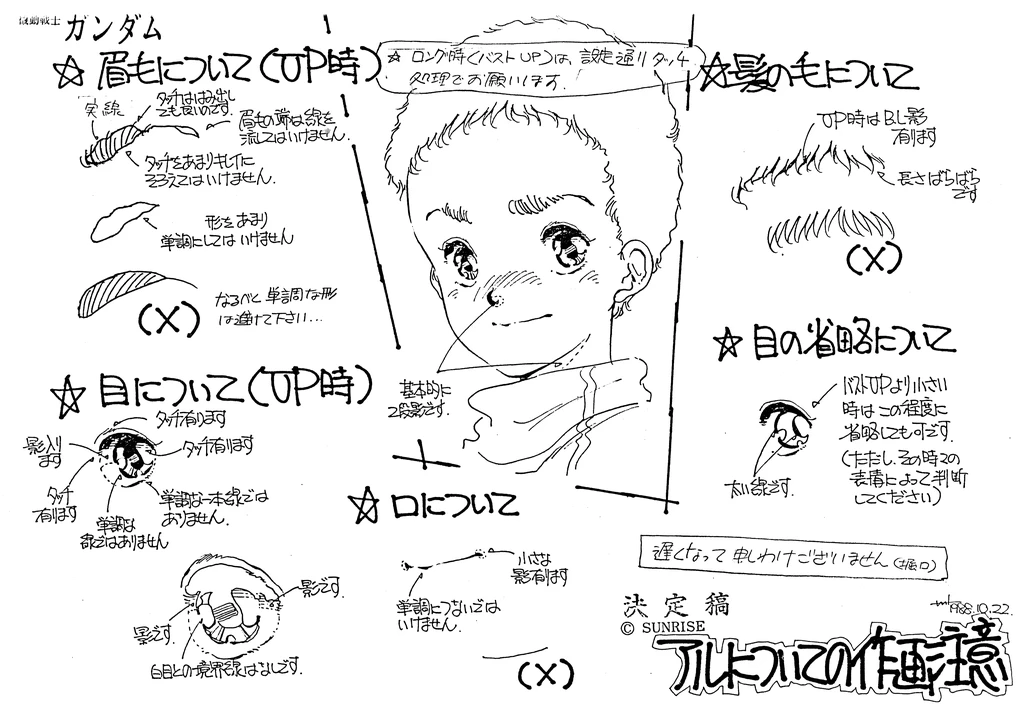 機動戦士
ガンダム
☆ 眉毛について(UP時)
実線
タッチははみ出し
ても良いのです。
眉毛の端は線を
流してはいけません。
タッチをあまりキレイに
そろえてはいけません。
形をあまり
単調にしてはいけません
(×)
なるべく単調な形
は避けて下さい…
☆ 目について(UP時)
タッチ有ります
影入り
ます
タッチ有ります
タッチ
有ります
単調は
線ではありません
単調な一本線では
ありません。
影です。
影です。
白目との境界線はなしです。
☆ ロング時(バストUP)は、設定通りタッチ
処理でお願いします。
基本的に
2段影です。
☆ 口について
小さな
影有ります
単調につないでは
いけません。
(×)
☆ 髪の毛について
UP時はBL影
有ります
長さばらばら
です
(×)
☆ 目の省略について
バストUPより小さい
時はこの程度に
省略しても可です。
(ただし、その時々の
表情によって判断
してください)
太い線です。
遅くなって申しわけございません(堀口)
決定稿
© SUNRISE
1988.10.22.
アルについての作画注意